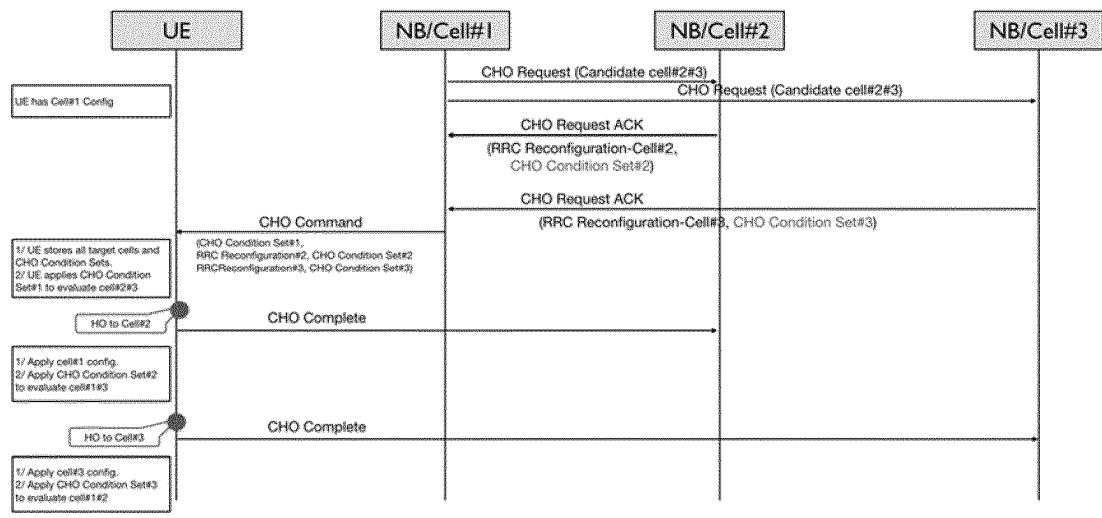 UE
NB/Cell#1
NB/Cell#2
NB/Cell#3
CHO Request (Candidate cell#2#3)
CHO Request (Candidate cell#2#3)
UE has Cell#1 Config
CHO Request ACK
(RRC Reconfiguration-Cell#2,
CHO Condition Set#2)
CHO Request ACK
(RRC Reconfiguration-Cell#3, CHO Condition Set#3)
CHO Command
(CHO Condition Set#1,
RRC Reconfiguration#2, CHO Condition Set#2
RRCReconfiguration#3, CHO Condition Set#3)
1/ UE stores all target cells and
CHO Condition Sets.
2/ UE applies CHO Condition
Set#1 to evaluate cell#2#3
HO to Cell#2
CHO Complete
1/ Apply cell#1 config.
2/ Apply CHO Condition Set#2
to evaluate cell#1#3
HO to Cell#3
CHO Complete
1/ Apply cell#3 config.
2/ Apply CHO Condition Set#3
to evaluate cell#1#2